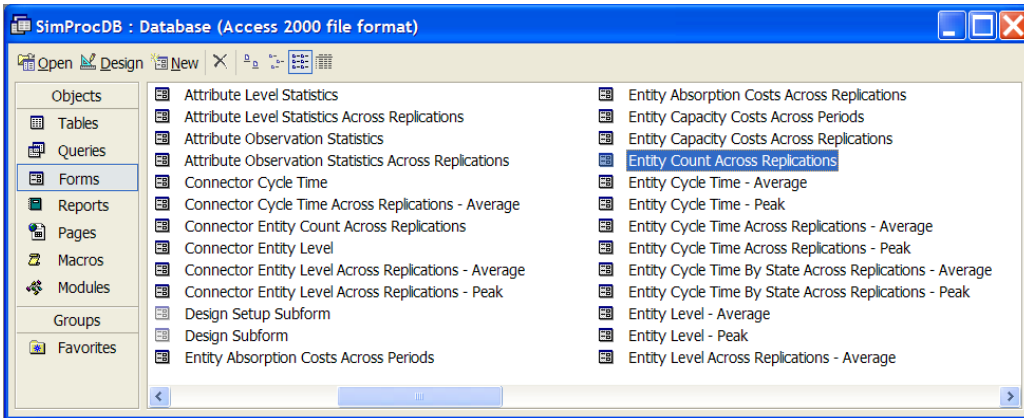 SimProcDB : Database (Access 2000 file format)
Open Design New
Objects
Tables
Queries
Forms
Reports
Pages
Macros
Modules
Groups
Favorites
Attribute Level Statistics
Attribute Level Statistics Across Replications
Attribute Observation Statistics
Attribute Observation Statistics Across Replications
Connector Cycle Time
Connector Cycle Time Across Replications - Average
Connector Entity Count Across Replications
Connector Entity Level
Connector Entity Level Across Replications - Average
Connector Entity Level Across Replications - Peak
Design Setup Subform
Design Subform
Entity Absorption Costs Across Periods
Entity Absorption Costs Across Replications
Entity Capacity Costs Across Periods
Entity Capacity Costs Across Replications
Entity Count Across Replications
Entity Cycle Time - Average
Entity Cycle Time - Peak
Entity Cycle Time Across Replications - Average
Entity Cycle Time Across Replications - Peak
Entity Cycle Time By State Across Replications - Average
Entity Cycle Time By State Across Replications - Peak
Entity Level - Average
Entity Level - Peak
Entity Level Across Replications - Average